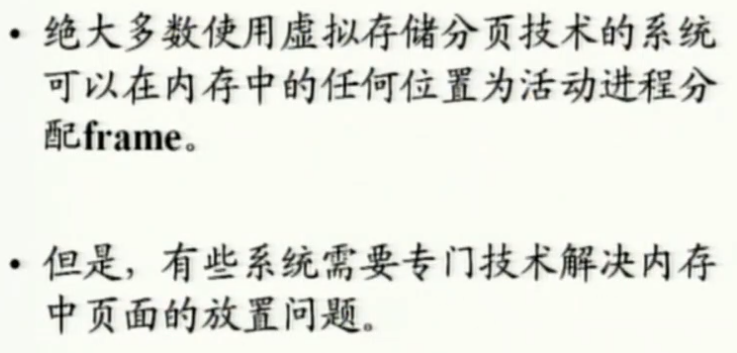 • 绝大多数使用虚拟存储分页技术的系统
可以在内存中的任何位置为活动进程分
配frame。
• 但是，有些系统需要专门技术解决内存
中页面的放置问题。